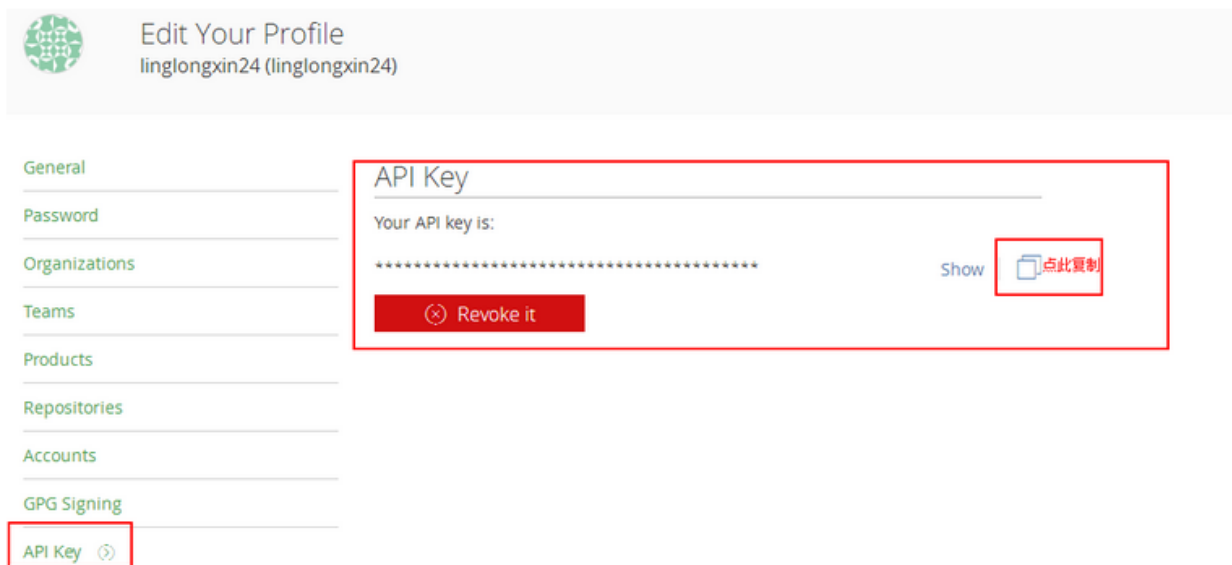 Edit Your Profile
linglongxin24 (linglongxin24)
General
Password
Organizations
Teams
Products
Repositories
Accounts
GPG Signing
API Key
API Key
Your API key is:
****************************************
Show
点此复制
Revoke it